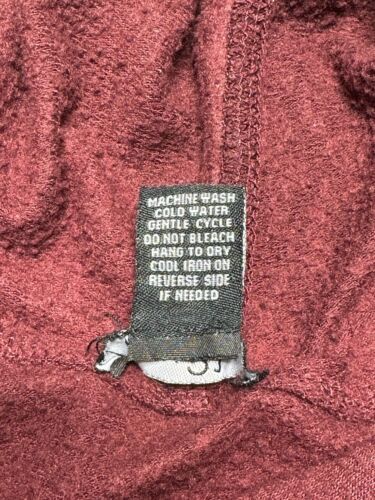 MACHINE WASH
COLD WATER
GENTLE CYCLE
DO NOT BLEACH
HANG TO DRY
COOL IRON ON
REVERSE SIDE
IF NEEDED